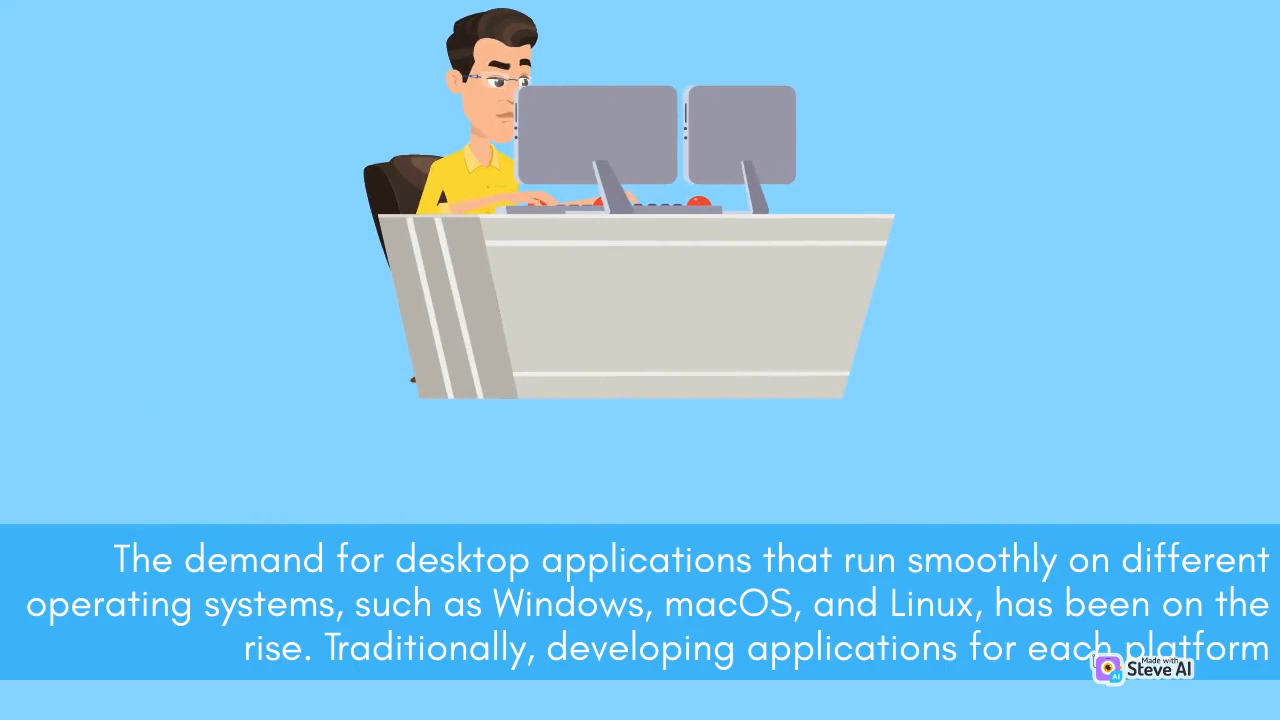 The demand for desktop applications that run smoothly on different
operating systems, such as Windows, macOS, and Linux, has been on the
rise. Traditionally, developing applications for each platform
Made with
Steve AI
AI